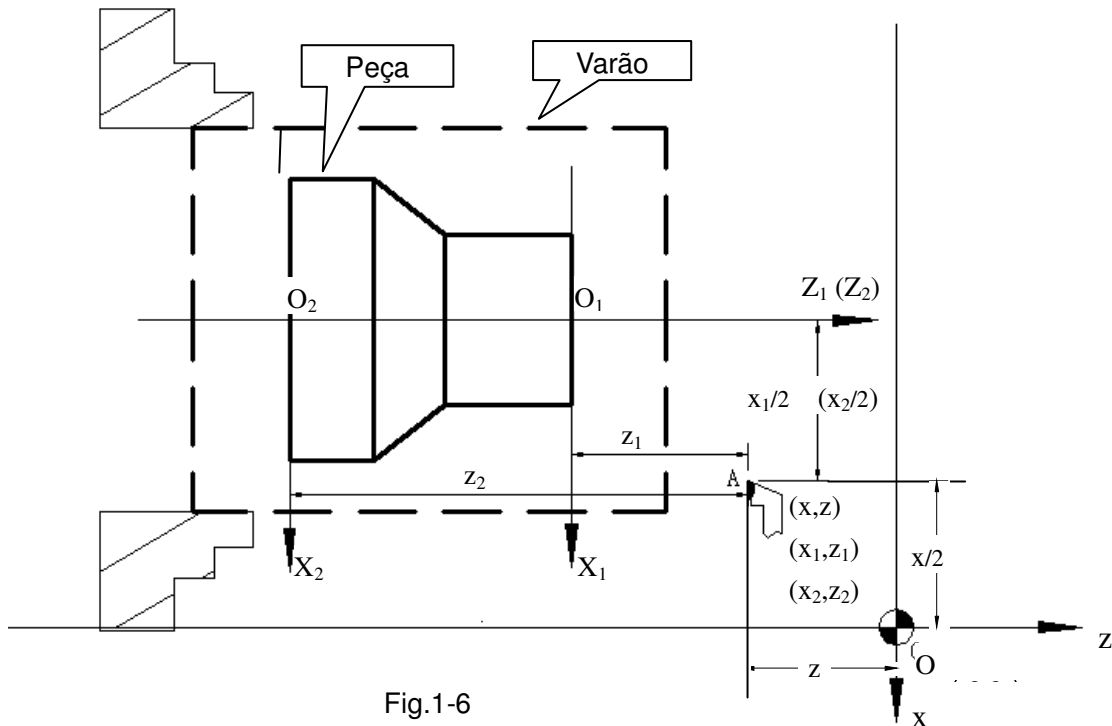 Peça
Varão
O₂
O₁
Z₁ (Z₂)
x₁/2
(x₂/2)
z₁
z₂
A
(x,z)
(x₁,z₁)
(x₂,z₂)
x/2
X₂
X₁
z
z
O
x
Fig.1-6